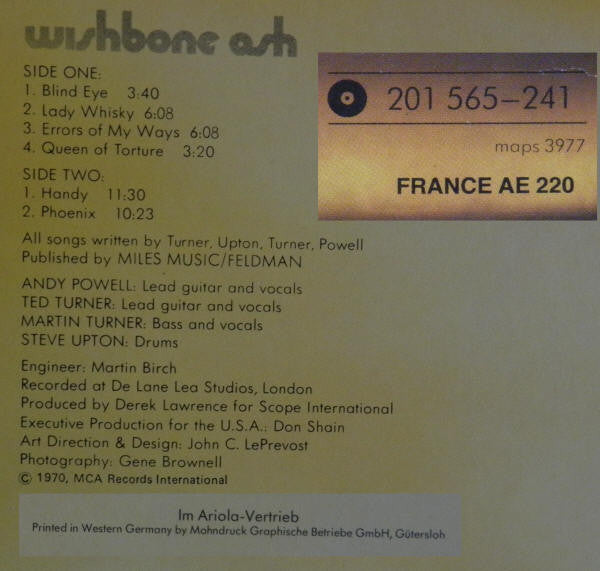 wishbone ash
SIDE ONE:
1. Blind Eye 3:40
2. Lady Whisky 6:08
3. Errors of My Ways 6:08
4. Queen of Torture 3:20
SIDE TWO:
1. Handy 11:30
2. Phoenix 10:23
All songs written by Turner, Upton, Turner, Powell
Published by MILES MUSIC/FELDMAN
ANDY POWELL: Lead guitar and vocals
TED TURNER: Lead guitar and vocals
MARTIN TURNER: Bass and vocals
STEVE UPTON: Drums
Engineer: Martin Birch
Recorded at De Lane Lea Studios, London
Produced by Derek Lawrence for Scope International
Executive Production for the U.S.A.: Don Shain
Art Direction & Design: John C. LePrevost
Photography: Gene Brownell
© 1970, MCA Records International
Im Ariola-Vertrieb
Printed in Western Germany by Mohndruck Graphische Betriebe GmbH, Gütersloh
201 565-241
maps 3977
FRANCE AE 220